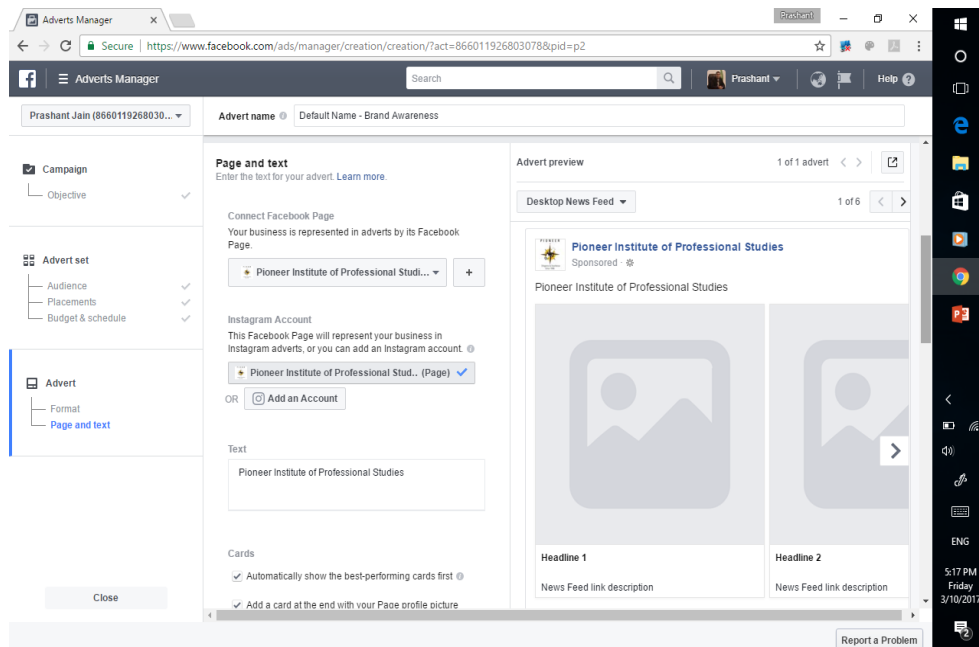 Adverts Manager
Prashant
Secure | https://www.facebook.com/ads/manager/creation/creation/?act=866011926803078&pid=p2
Adverts Manager
Search
Prashant
Help
Prashant Jain (8660119268030...
Advert name
Default Name - Brand Awareness
Campaign
Objective
Advert set
Audience
Placements
Budget & schedule
Advert
Format
Page and text
Close
Page and text
Enter the text for your advert. Learn more.
Connect Facebook Page
Your business is represented in adverts by its Facebook
Page.
Pioneer Institute of Professional Studi...
+
Instagram Account
This Facebook Page will represent your business in
Instagram adverts, or you can add an Instagram account.
Pioneer Institute of Professional Stud.. (Page)
OR
Add an Account
Text
Pioneer Institute of Professional Studies
Cards
Automatically show the best-performing cards first
Add a card at the end with your Page profile picture
Advert preview
1 of 1 advert
Desktop News Feed
1 of 6
PIONEER
Pioneer Institute of Professional Studies
Sponsored ·
Pioneer Institute of Professional Studies
Headline 1
News Feed link description
Headline 2
News Feed link description
Report a Problem
ENG
5:17 PM
Friday
3/10/2017
2